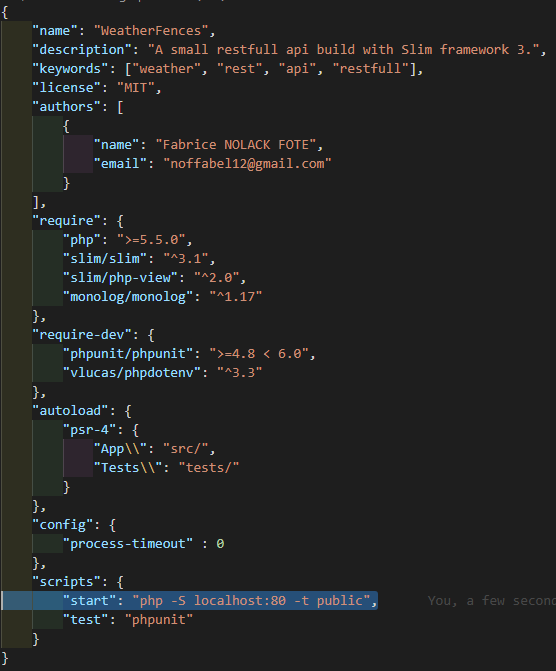 {
"name": "WeatherFences",
"description": "A small restfull api build with Slim framework 3.",
"keywords": ["weather", "rest", "api", "restfull"],
"license": "MIT",
"authors": [
{
"name": "Fabrice NOLACK FOTE",
"email": "noffabel12@gmail.com"
}
],
"require": {
"php": ">=5.5.0",
"slim/slim": "^3.1",
"slim/php-view": "^2.0",
"monolog/monolog": "^1.17"
},
"require-dev": {
"phpunit/phpunit": ">=4.8 < 6.0",
"vlucas/phpdotenv": "^3.3"
},
"autoload": {
"psr-4": {
"App\\": "src/",
"Tests\\": "tests/"
}
},
"config": {
"process-timeout" : 0
},
"scripts": {
"start": "php -S localhost:80 -t public", You, a few second
"test": "phpunit"
}
}